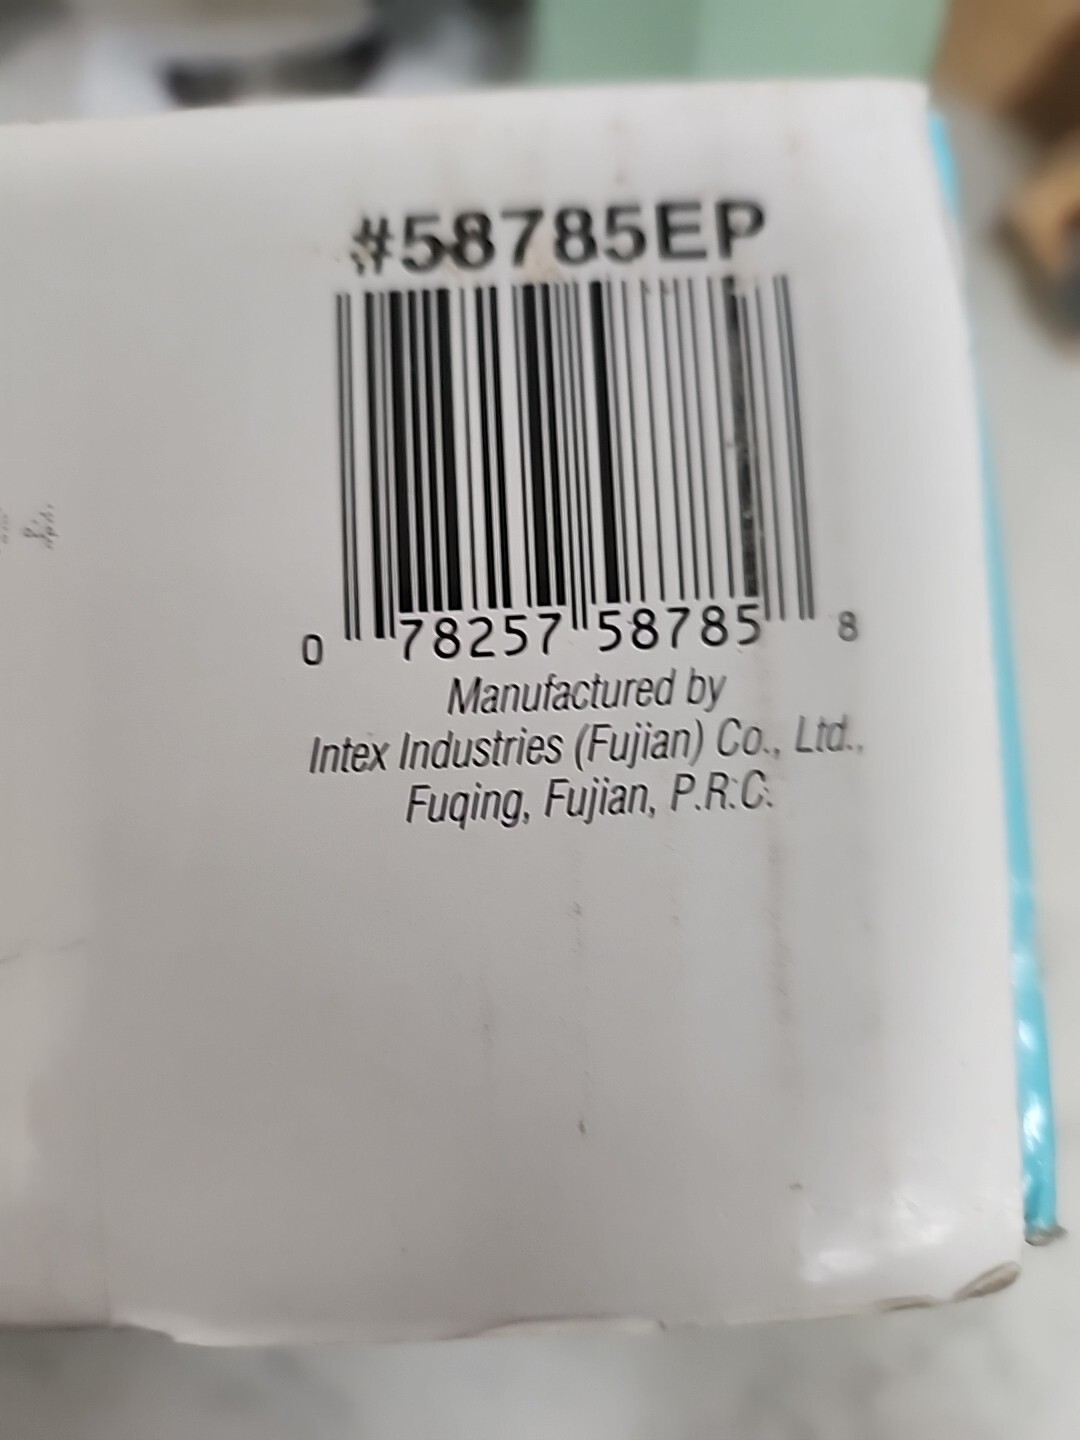 #58785EP
0 78257 58785 8
Manufactured by
Intex Industries (Fujian) Co., Ltd.,
Fuqing, Fujian, P.R.C.